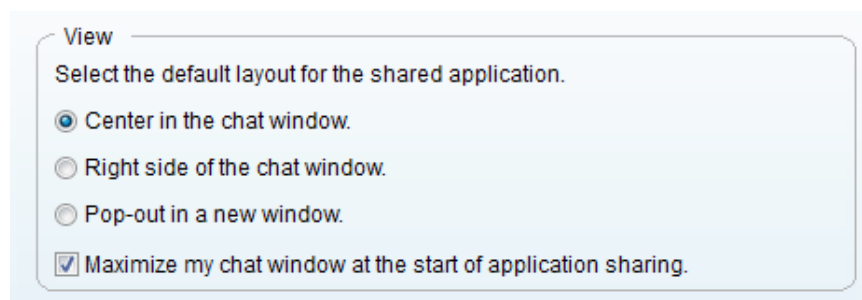 View
Select the default layout for the shared application.
Center in the chat window.
Right side of the chat window.
Pop-out in a new window.
Maximize my chat window at the start of application sharing.